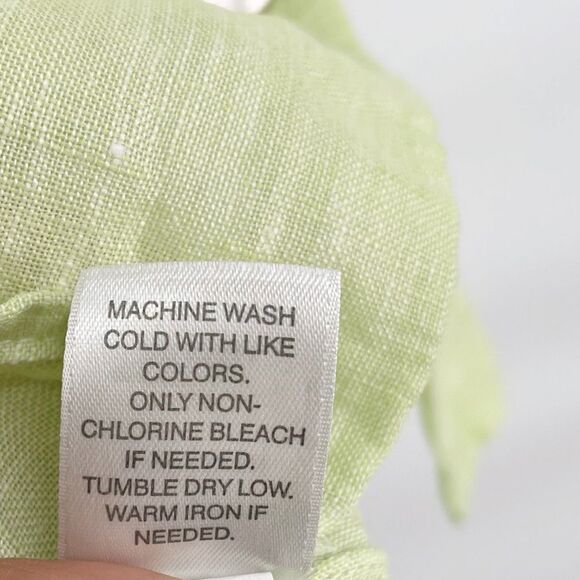 MACHINE WASH
COLD WITH LIKE
COLORS.
ONLY NON-
CHLORINE BLEACH
IF NEEDED.
TUMBLE DRY LOW.
WARM IRON IF
NEEDED.